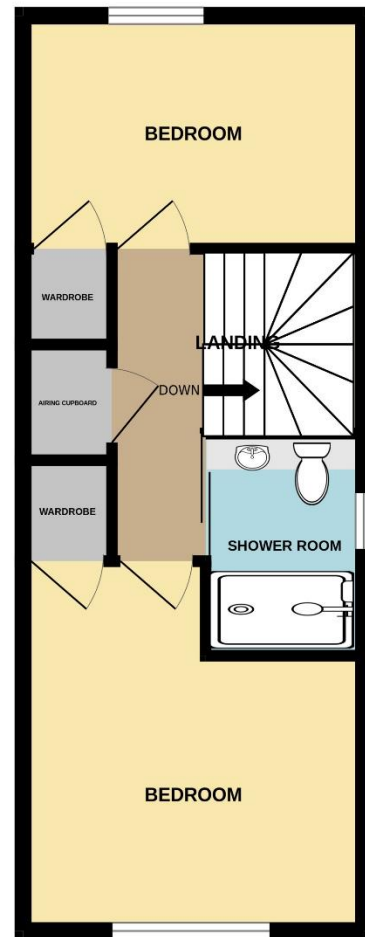 BEDROOM
WARDROBE
LANDING
AIRING CUPBOARD
DOWN
WARDROBE
SHOWER ROOM
BEDROOM